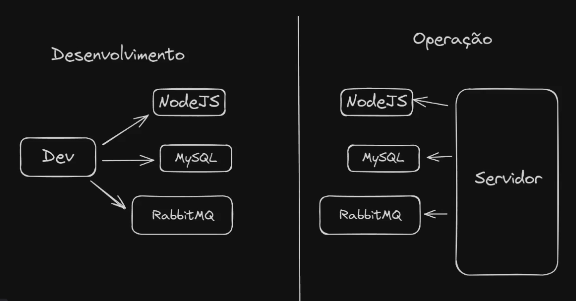 Desenvolvimento
NodeJS
Dev
MySQL
RabbitMQ
Operação
NodeJS
MySQL
Servidor
RabbitMQ